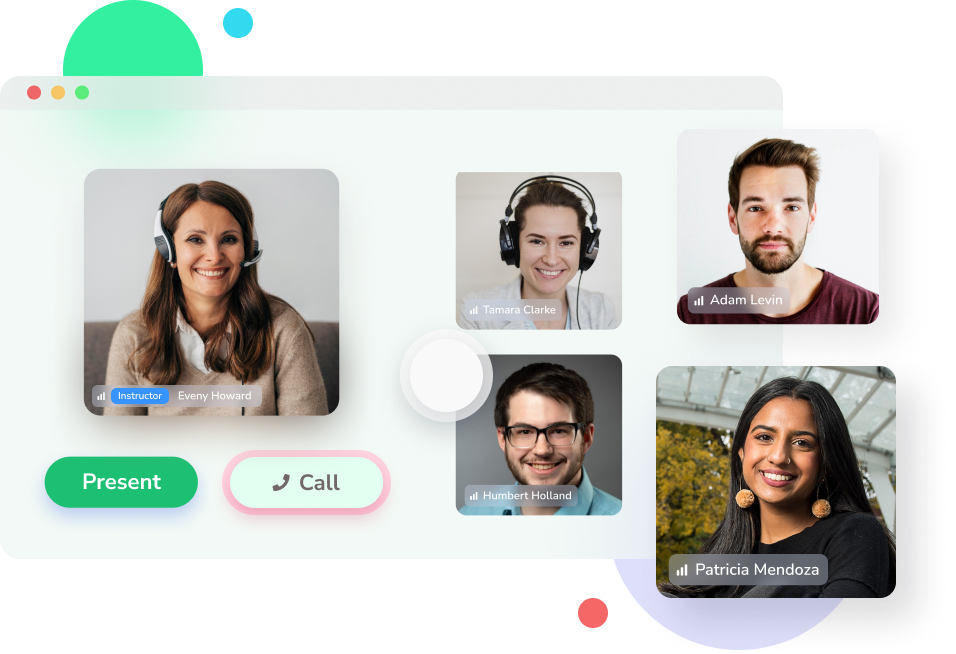 Instructor Eveny Howard
Present
Call
Tamara Clarke
Humbert Holland
Adam Levin
Patricia Mendoza